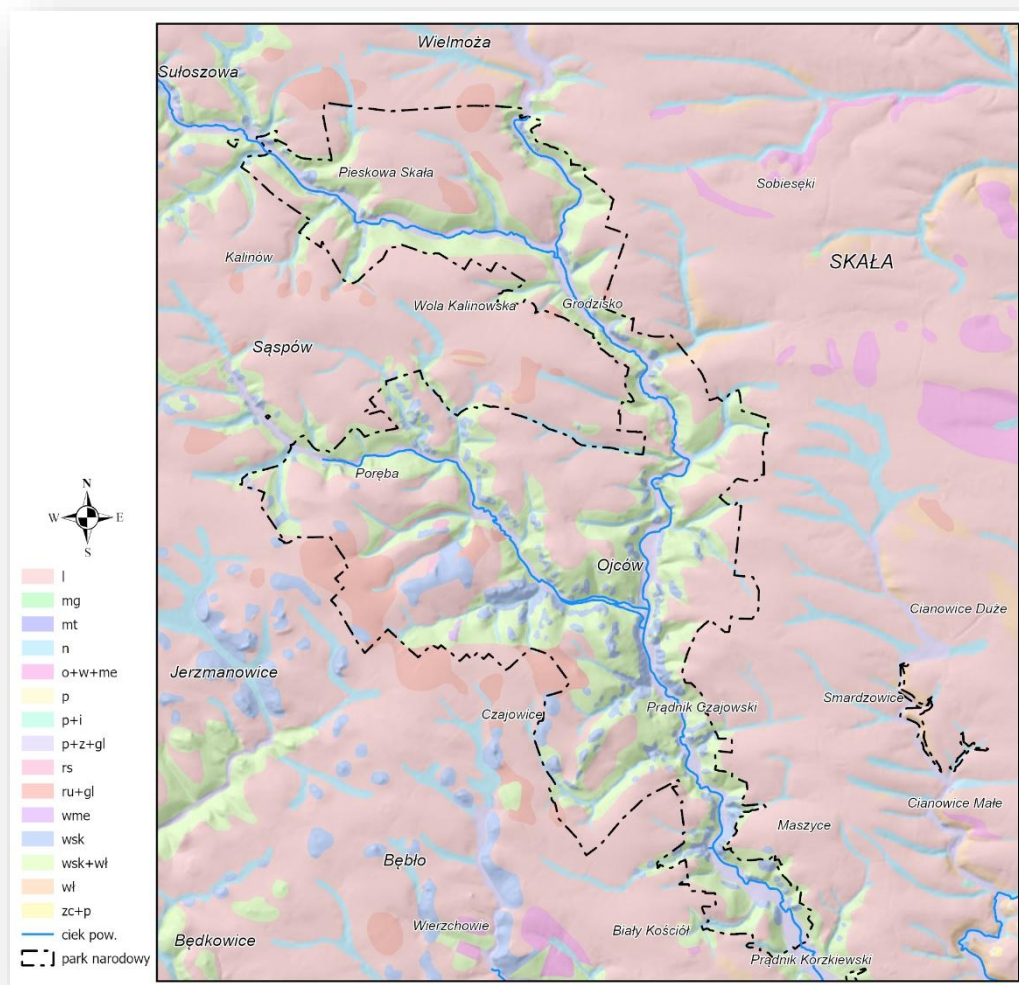 Wielmoża
Sułoszowa
Pieskowa Skała
Sobiesęki
Kalinów
SKAŁA
Wola Kalinowska
Grodzisko
Sąspów
Poręba
N
W E
S
Ojców
l
mg
mt
n
o+w+me
p
p+i
p+z+gl
rs
ru+gl
wme
wsk
wsk+wł
wł
zc+p
ciek pow.
park narodowy
Cianowice Duże
Jerzmanowice
Smardzowice
Czajowice
Prądnik Czajowski
Cianowice Małe
Maszyce
Bębło
Wierzchowie
Biały Kościół
Będkowice
Prądnik Korzkiewski